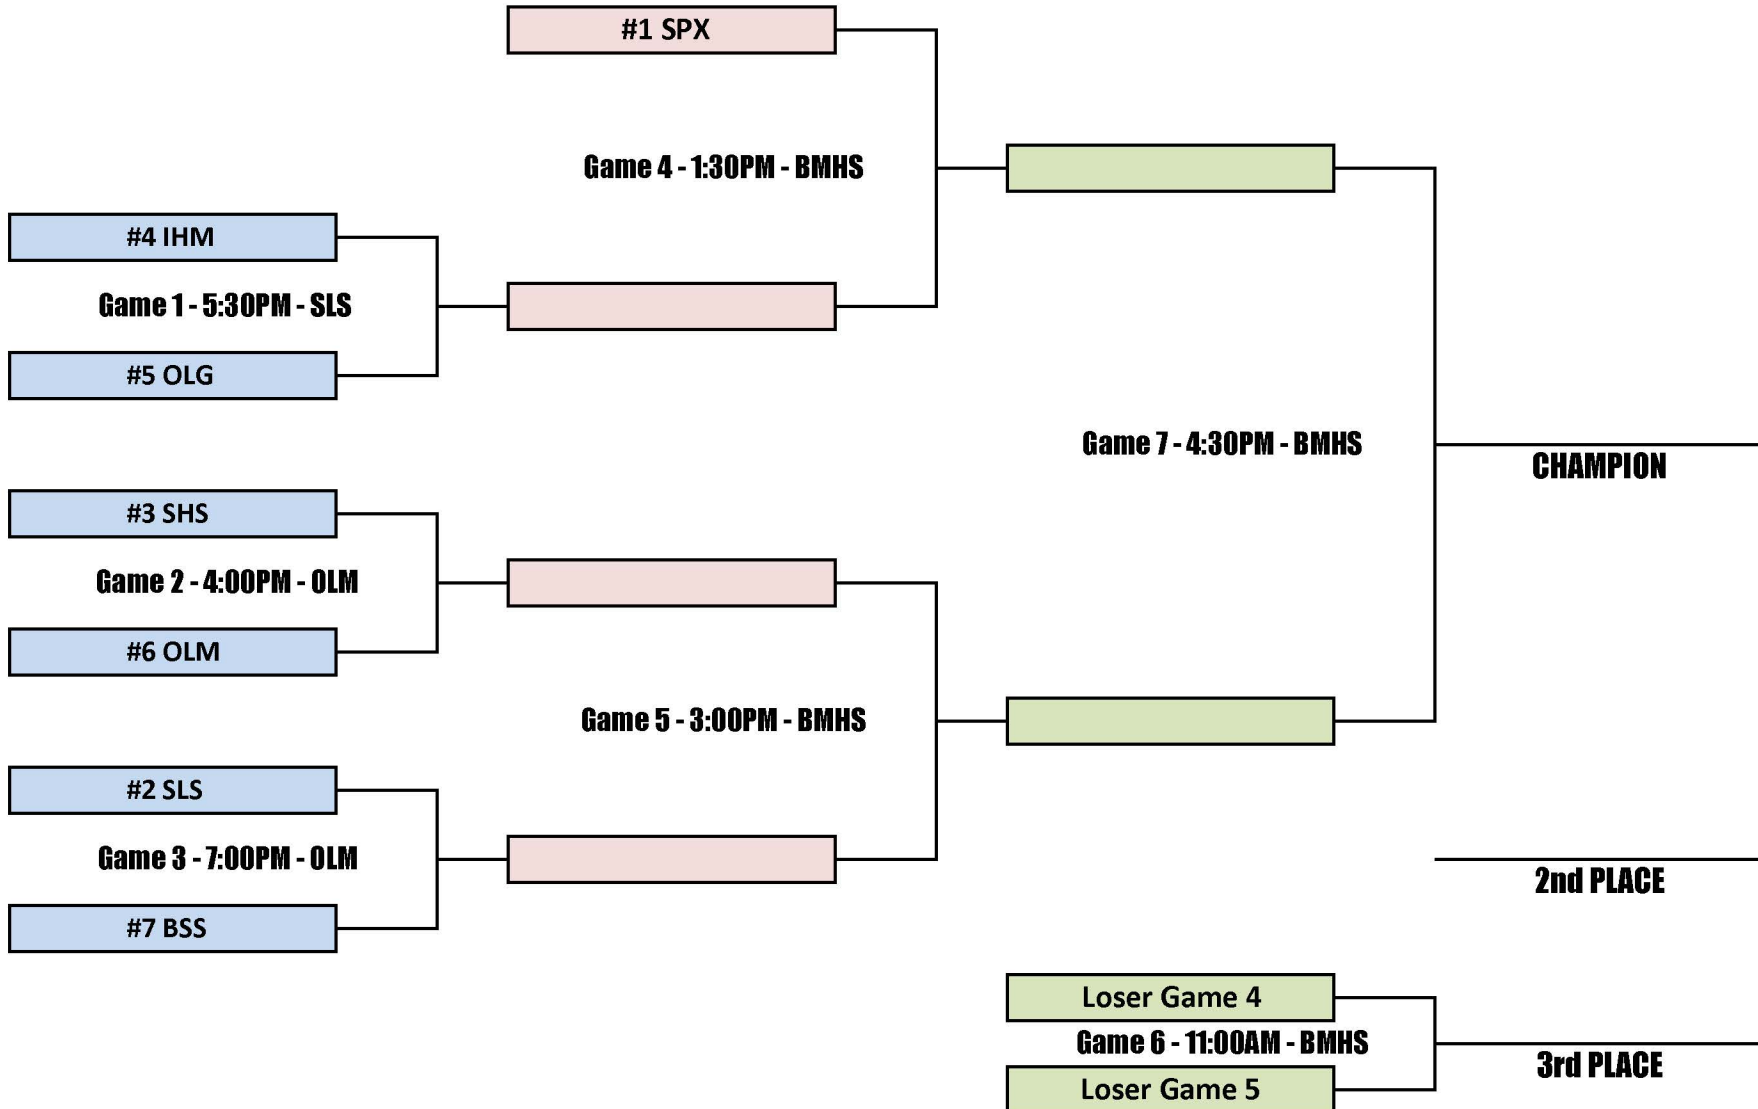 #1 SPX
Game 4 - 1:30PM - BMHS
#4 IHM
Game 1 - 5:30PM - SLS
#5 OLG
Game 7 - 4:30PM - BMHS
CHAMPION
#3 SHS
Game 2 - 4:00PM - OLM
#6 OLM
Game 5 - 3:00PM - BMHS
#2 SLS
Game 3 - 7:00PM - OLM
2nd PLACE
#7 BSS
Loser Game 4
Game 6 - 11:00AM - BMHS
3rd PLACE
Loser Game 5